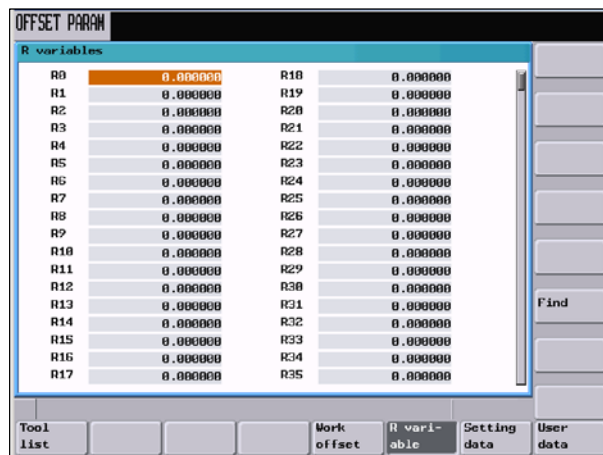 OFFSET PARAM
R variables
R0 0.000000 R18 0.000000
R1 0.000000 R19 0.000000
R2 0.000000 R20 0.000000
R3 0.000000 R21 0.000000
R4 0.000000 R22 0.000000
R5 0.000000 R23 0.000000
R6 0.000000 R24 0.000000
R7 0.000000 R25 0.000000
R8 0.000000 R26 0.000000
R9 0.000000 R27 0.000000
R10 0.000000 R28 0.000000
R11 0.000000 R29 0.000000
R12 0.000000 R30 0.000000
R13 0.000000 R31 0.000000
R14 0.000000 R32 0.000000
R15 0.000000 R33 0.000000
R16 0.000000 R34 0.000000
R17 0.000000 R35 0.000000
Find
Tool list
Work offset
R vari-able
Setting data
User data